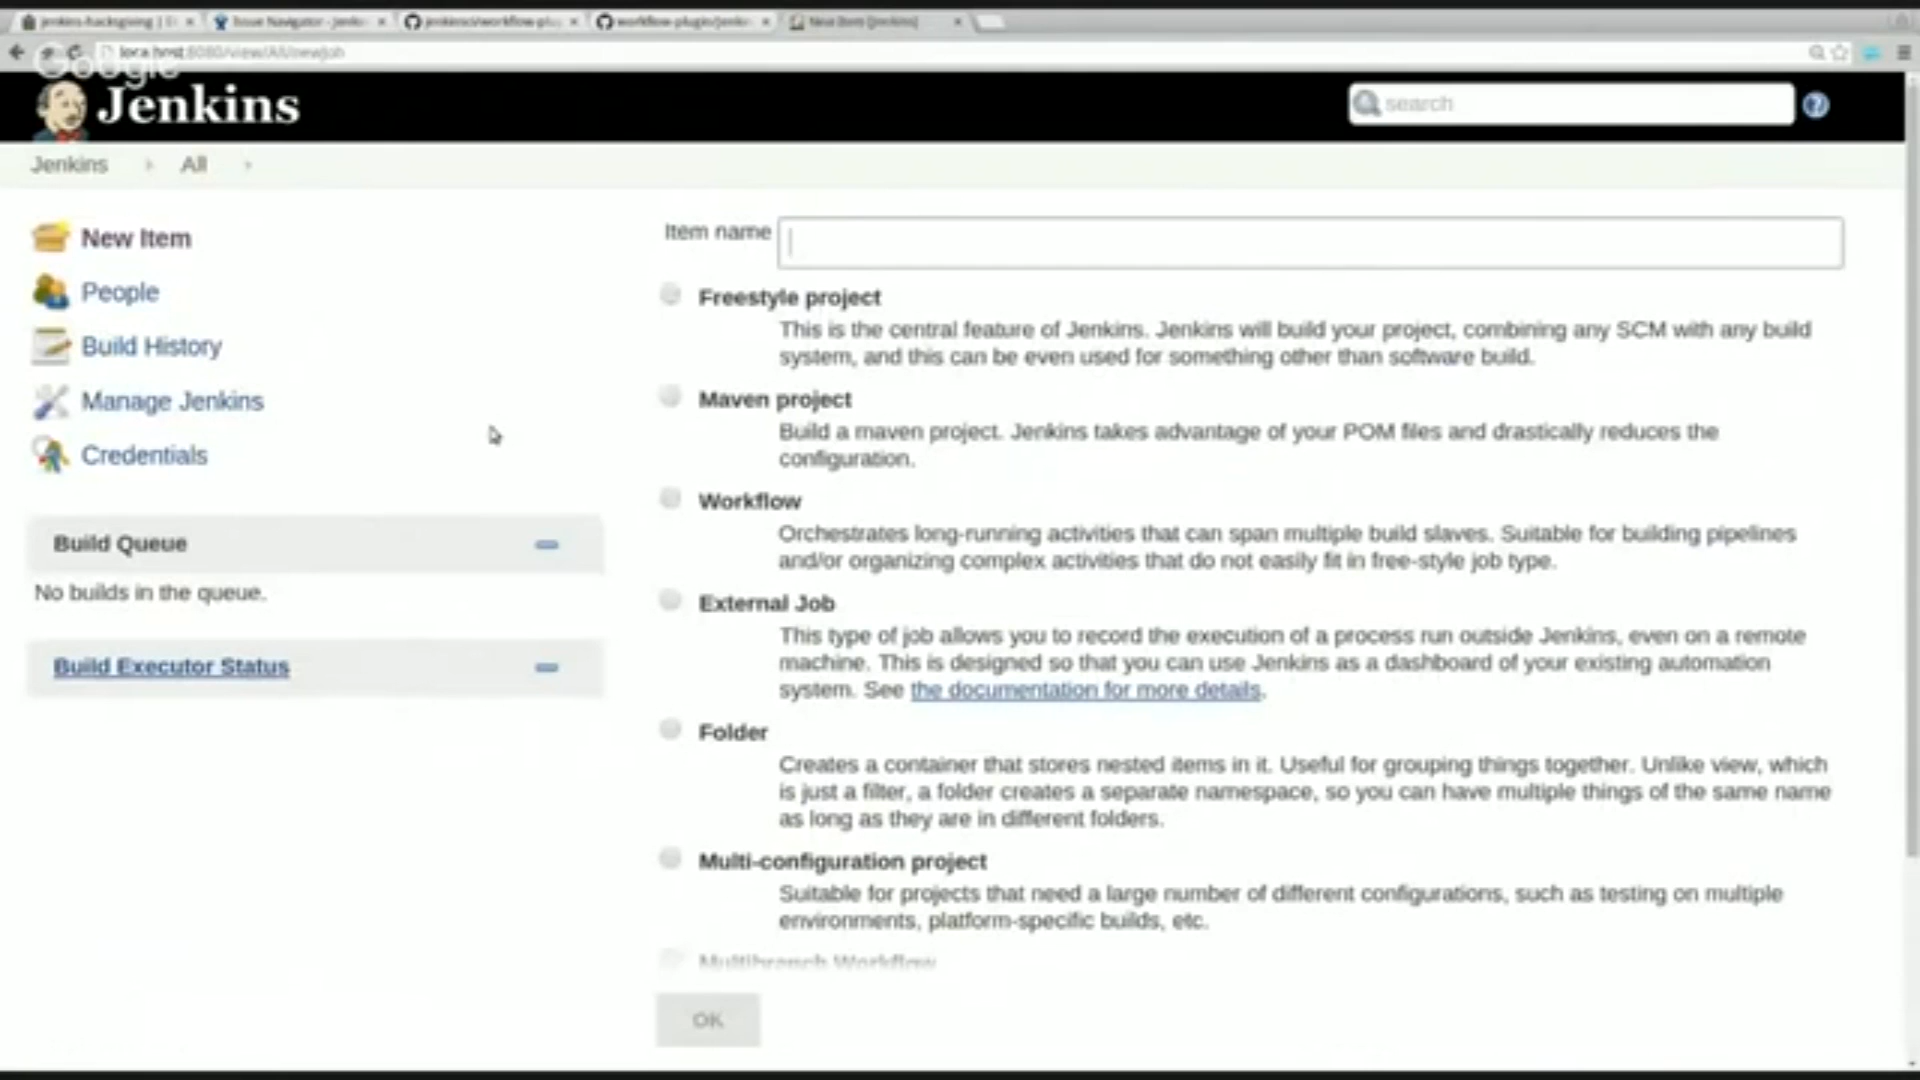 New Item [Jenkins]
localhost:8080/view/All/newJob
Google
Jenkins
search
Jenkins
All
New Item
People
Build History
Manage Jenkins
Credentials
Build Queue
No builds in the queue.
Build Executor Status
Item name
Freestyle project
This is the central feature of Jenkins. Jenkins will build your project, combining any SCM with any build
system, and this can be even used for something other than software build.
Maven project
Build a maven project. Jenkins takes advantage of your POM files and drastically reduces the
configuration.
Workflow
Orchestrates long-running activities that can span multiple build slaves. Suitable for building pipelines
and/or organizing complex activities that do not easily fit in free-style job type.
External Job
This type of job allows you to record the execution of a process run outside Jenkins, even on a remote
machine. This is designed so that you can use Jenkins as a dashboard of your existing automation
system. See the documentation for more details.
Folder
Creates a container that stores nested items in it. Useful for grouping things together. Unlike view, which
is just a filter, a folder creates a separate namespace, so you can have multiple things of the same name
as long as they are in different folders.
Multi-configuration project
Suitable for projects that need a large number of different configurations, such as testing on multiple
environments, platform-specific builds, etc.
Multibranch Workflow
OK